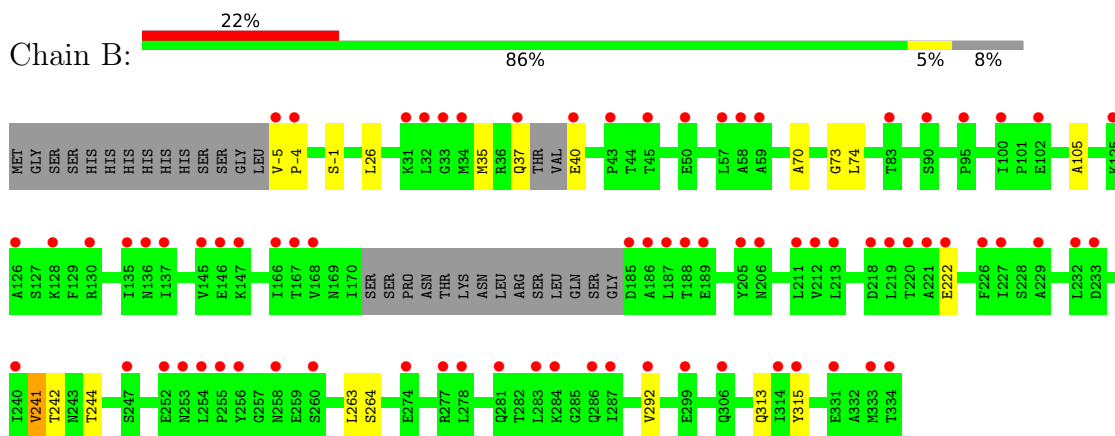 22%
Chain B:
86% 5% 8%
MET GLY SER SER HIS HIS HIS HIS HIS HIS SER SER GLY LEU V-5 P-4 S-1 L26 K31 L32 G33 M34 M35 R36 Q37 THR VAL E40 P43 T44 T45 E50 L57 A58 A59 A70 G73 L74 T83 S90 P95 I100 P101 E102 A105 K125
A126 S127 K128 F129 R130 I135 N136 I137 V145 E146 K147 I166 T167 V168 N169 I170 SER SER PRO ASN THR LYS ASN LEU ARG SER LEU GLN SER GLY D185 A186 L187 T188 E189 Y205 N206 L211 V212 L213 D218 L219 T220 A221 E222 F226 I227 S228 A229 L232 D233
I240 V241 T242 N243 T244 S247 E252 N253 L254 P255 Y256 G257 N258 E259 S260 L263 S264 E274 R277 L278 Q281 T282 L283 K284 G285 Q286 I287 V292 E299 Q306 Q313 I314 Y315 E331 A332 M333 T334